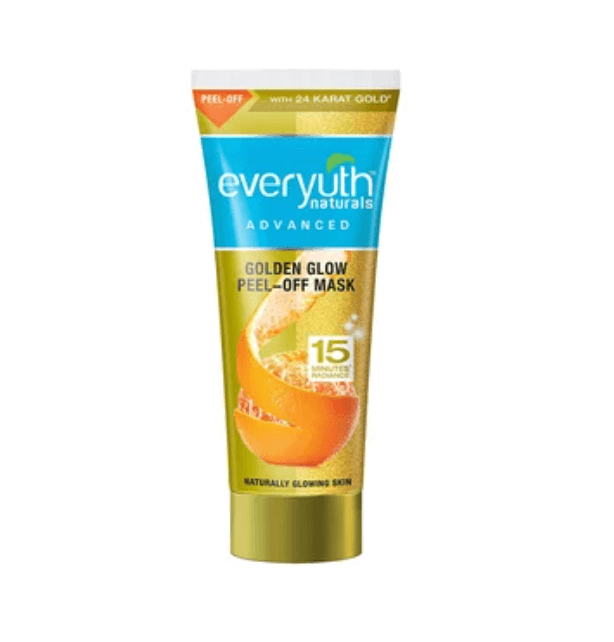 PEEL-OFF
WITH 24 KARAT GOLD*
everyuth™
naturals
ADVANCED
GOLDEN GLOW
PEEL-OFF MASK
15
MINUTES*
RADIANCE
NATURALLY GLOWING SKIN